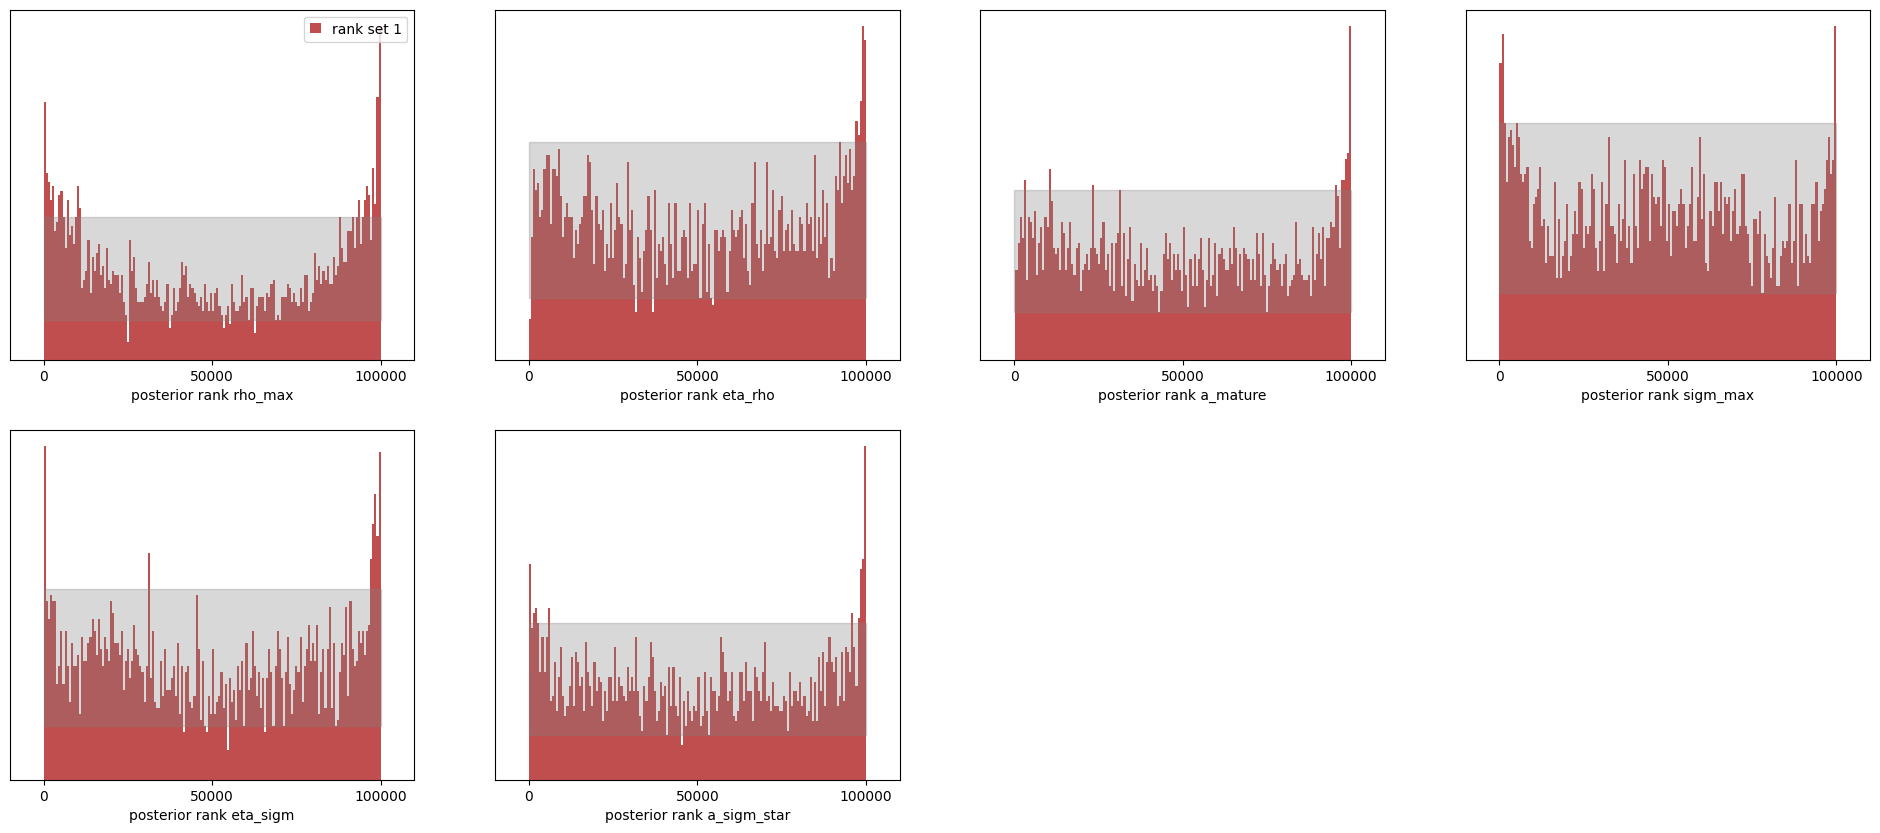 rank set 1
0 50000 100000
posterior rank rho_max
0 50000 100000
posterior rank eta_rho
0 50000 100000
posterior rank a_mature
0 50000 100000
posterior rank sigm_max
0 50000 100000
posterior rank eta_sigm
0 50000 100000
posterior rank a_sigm_star